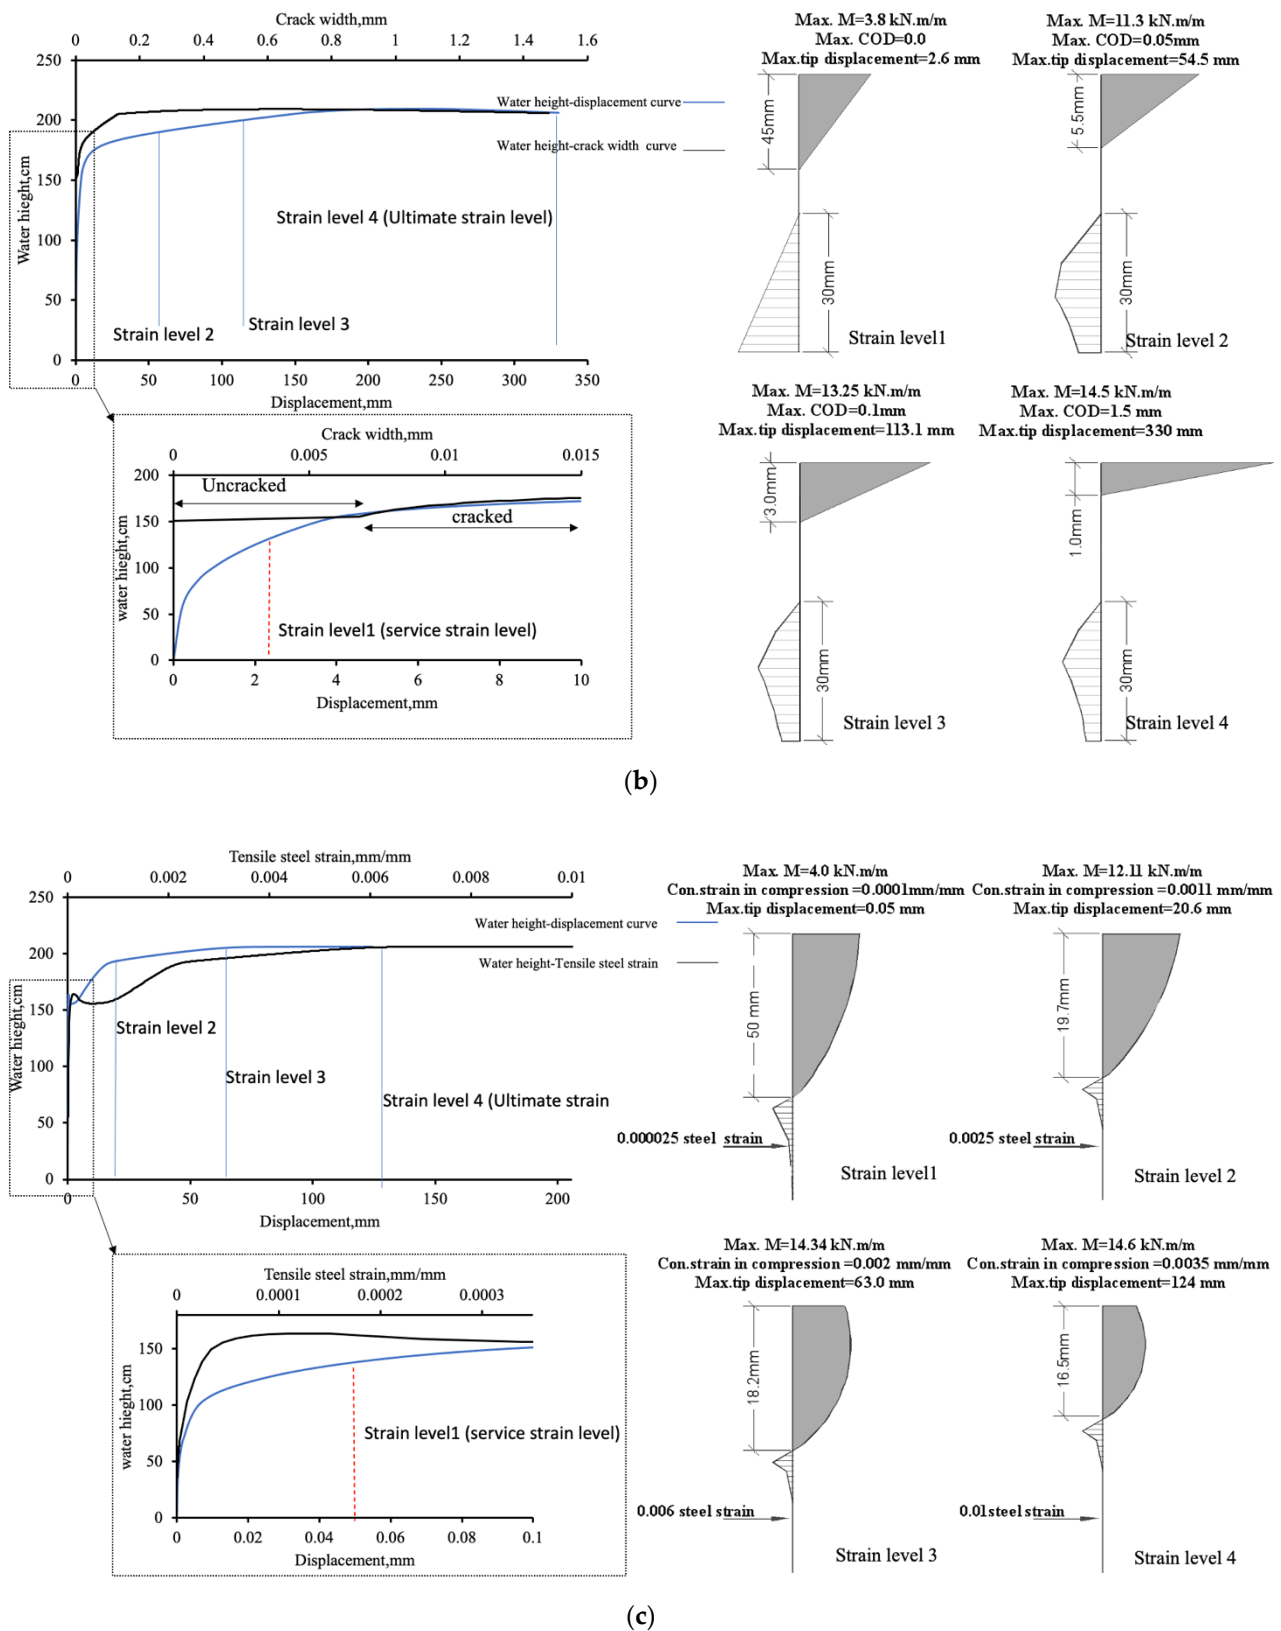 Crack width,mm
0 0.2 0.4 0.6 0.8 1 1.2 1.4 1.6
250
200
150
100
50
0
Water hieght,cm
Water height-displacement curve
Water height-crack width curve
Strain level 4 (Ultimate strain level)
Strain level 2
Strain level 3
0 50 100 150 200 250 300 350
Displacement,mm
Crack width,mm
0 0.005 0.01 0.015
200
150
100
50
0
water hieght,cm
Uncracked
cracked
Strain level1 (service strain level)
0 2 4 6 8 10
Displacement,mm
Max. M=3.8 kN.m/m
Max. COD=0.0
Max.tip displacement=2.6 mm
45mm
30mm
Strain level1
Max. M=11.3 kN.m/m
Max. COD=0.05mm
Max.tip displacement=54.5 mm
5.5mm
30mm
Strain level 2
Max. M=13.25 kN.m/m
Max. COD=0.1mm
Max.tip displacement=113.1 mm
3.0mm
30mm
Strain level 3
Max. M=14.5 kN.m/m
Max. COD=1.5 mm
Max.tip displacement=330 mm
1.0mm
30mm
Strain level 4
(b)
Tensile steel strain,mm/mm
0 0.002 0.004 0.006 0.008 0.01
250
200
150
100
50
0
Water hieght,cm
Water height-displacement curve
Water height-Tensile steel strain
Strain level 2
Strain level 3
Strain level 4 (Ultimate strain
0 50 100 150 200
Displacement,mm
Tensile steel strain,mm/mm
0 0.0001 0.0002 0.0003
150
100
50
0
water hieght,cm
Strain level1 (service strain level)
0 0.02 0.04 0.06 0.08 0.1
Displacement,mm
Max. M=4.0 kN.m/m
Con.strain in compression =0.0001mm/mm
Max.tip displacement=0.05 mm
50 mm
0.000025 steel strain
Strain level1
Max. M=12.11 kN.m/m
Con.strain in compression =0.0011 mm/mm
Max.tip displacement=20.6 mm
19.7mm
0.0025 steel strain
Strain level 2
Max. M=14.34 kN.m/m
Con.strain in compression =0.002 mm/mm
Max.tip displacement=63.0 mm
18.2mm
0.006 steel strain
Strain level 3
Max. M=14.6 kN.m/m
Con.strain in compression =0.0035 mm/mm
Max.tip displacement=124 mm
16.5mm
0.01steel strain
Strain level 4
(c)